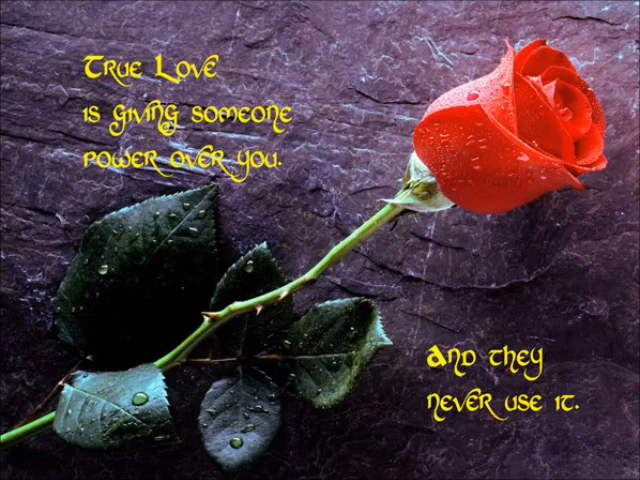 True Love
is giving someone
power over you.
And they
never use it.